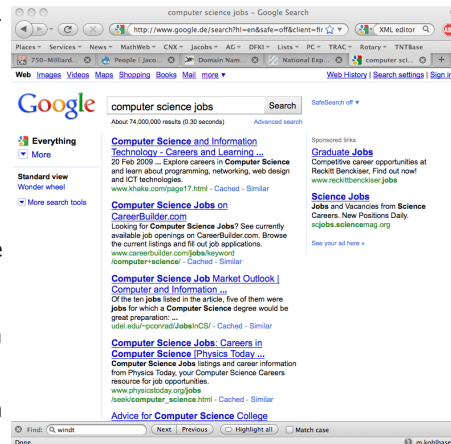 computer science jobs - Google Search
http://www.google.de/search?hl=en&safe=off&client=fir
XML editor
Places Services News MathWeb CNX Jacobs AG DFKI Lists PC TRAC Rotary TNTBase
750-Milliard... People | Jaco... Domain Nam... National Exp... computer sci...
Web Images Videos Maps Shopping Books Mail more
Web History | Search settings | Sign in
Google
computer science jobs
Search
SafeSearch off
About 74,000,000 results (0.30 seconds)
Advanced search
Everything
More
Standard view
Wonder wheel
More search tools
Computer Science and Information
Technology - Careers and Learning ...
20 Feb 2009 ... Explore careers in Computer Science
and learn about programming, networking, web design
and ICT technologies.
www.khake.com/page17.html - Cached - Similar
Computer Science Jobs on
CareerBuilder.com
Looking for Computer Science Jobs? See currently
available job openings on CareerBuilder.com. Browse
the current listings and fill out job applications.
www.careerbuilder.com/jobs/keyword
/computer+science/ - Cached - Similar
Computer Science Job Market Outlook |
Computer and Information ...
Of the ten jobs listed in the article, five of them were
jobs for which a Computer Science degree would be
great preparation: ...
udel.edu/~pconrad/JobsInCS/ - Cached - Similar
Computer Science Jobs: Careers in
Computer Science [Physics Today ...
Computer Science Jobs listings and career information
from Physics Today, your Computer Science Careers
resource for job opportunities.
www.physicstoday.org/jobs
/seek/computer_science.html - Cached - Similar
Advice for Computer Science College
Sponsored links
Graduate Jobs
Competitive career opportunities at
Reckitt Benckiser, Find out now!
www.reckittbenckiser.jobs
Science Jobs
Jobs and Vacancies from Science
Careers. New Positions Daily.
scjobs.sciencemag.org
See your ad here »
Find: windt Next Previous Highlight all Match case
Done
m.kohlhase